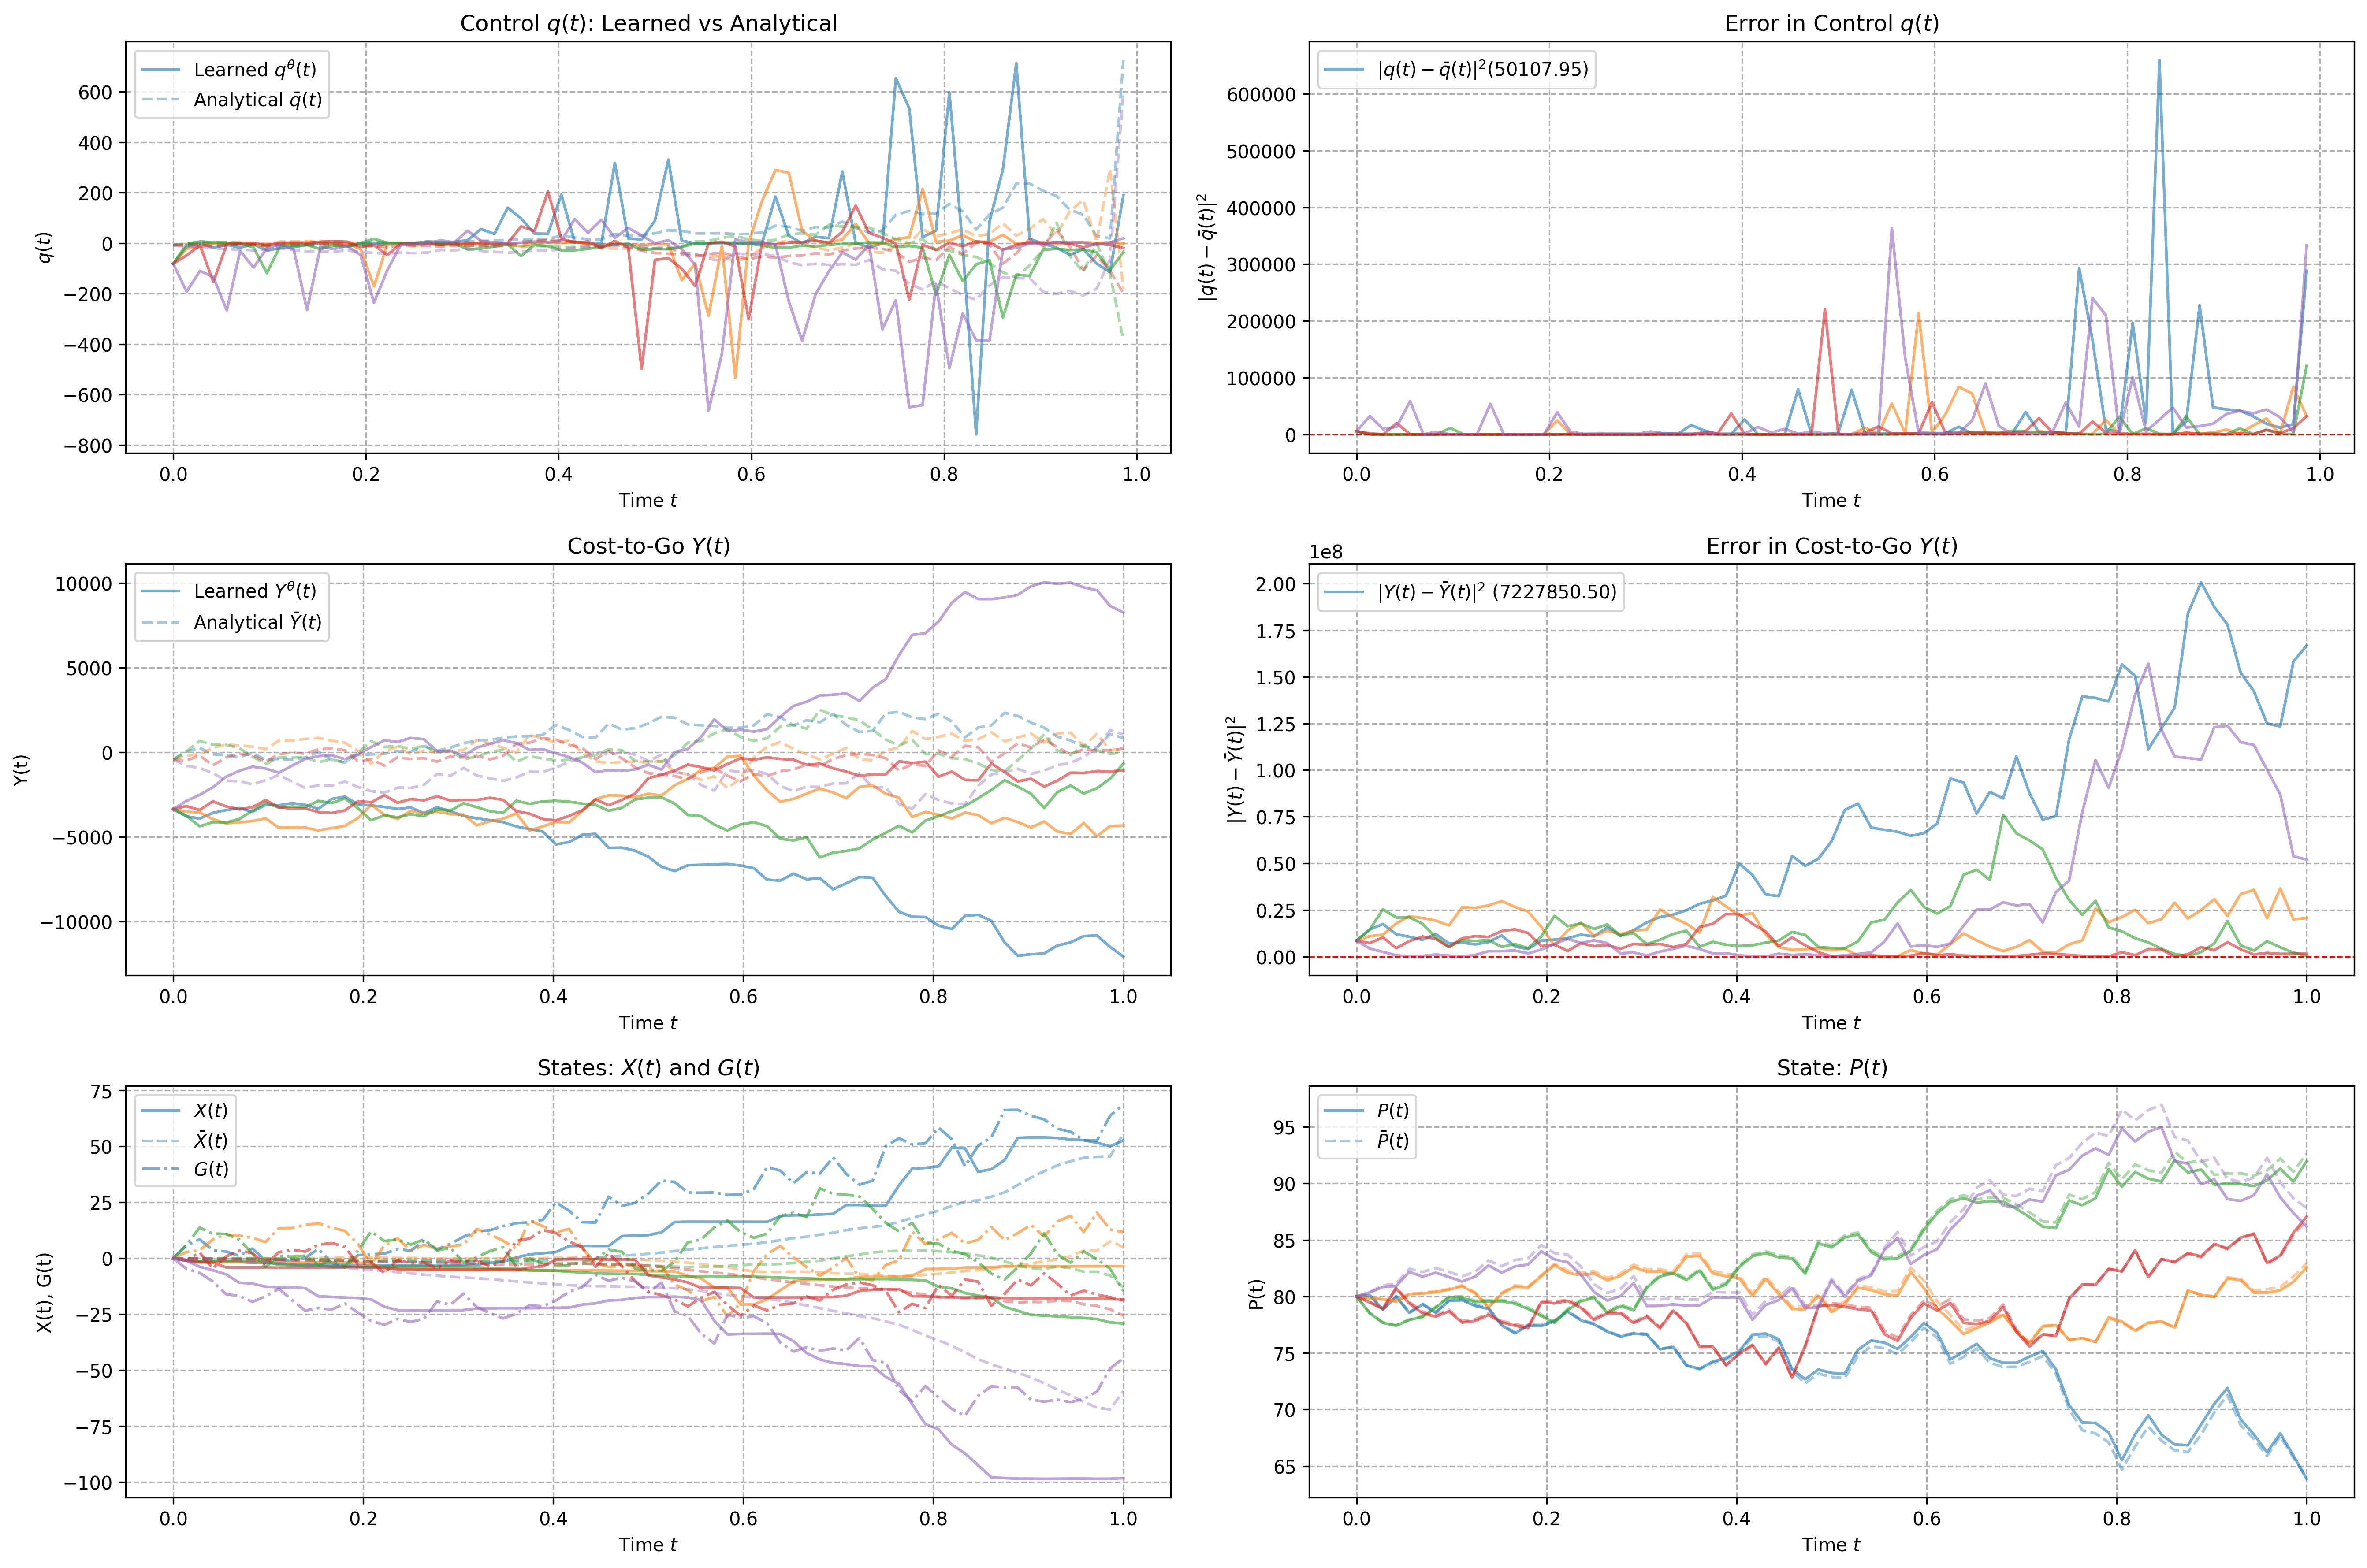 Control q(t): Learned vs Analytical
Learned q^θ(t)
Analytical q̄(t)
q(t)
600
400
200
0
−200
−400
−600
−800
0.0 0.2 0.4 0.6 0.8 1.0
Time t
Error in Control q(t)
|q(t) − q̄(t)|²(50107.95)
|q(t) − q̄(t)|²
600000
500000
400000
300000
200000
100000
0
0.0 0.2 0.4 0.6 0.8 1.0
Time t
Cost-to-Go Y(t)
Learned Y^θ(t)
Analytical Ȳ(t)
Y(t)
10000
5000
0
−5000
−10000
0.0 0.2 0.4 0.6 0.8 1.0
Time t
Error in Cost-to-Go Y(t)
1e8
|Y(t) − Ȳ(t)|² (7227850.50)
|Y(t) − Ȳ(t)|²
2.00
1.75
1.50
1.25
1.00
0.75
0.50
0.25
0.00
0.0 0.2 0.4 0.6 0.8 1.0
Time t
States: X(t) and G(t)
X(t)
X̄(t)
G(t)
X(t), G(t)
75
50
25
0
−25
−50
−75
−100
0.0 0.2 0.4 0.6 0.8 1.0
Time t
State: P(t)
P(t)
P̄(t)
P(t)
95
90
85
80
75
70
65
0.0 0.2 0.4 0.6 0.8 1.0
Time t